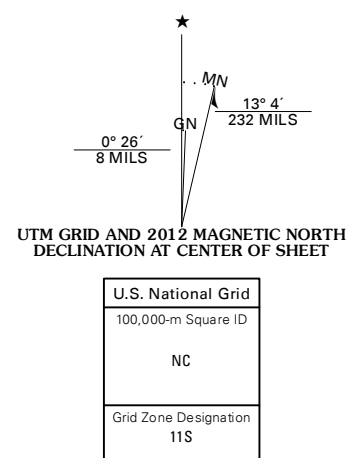 ★
MN
13° 4´
232 MILS
GN
0° 26´
8 MILS
UTM GRID AND 2012 MAGNETIC NORTH
DECLINATION AT CENTER OF SHEET
U.S. National Grid
100,000-m Square ID
NC
Grid Zone Designation
11S